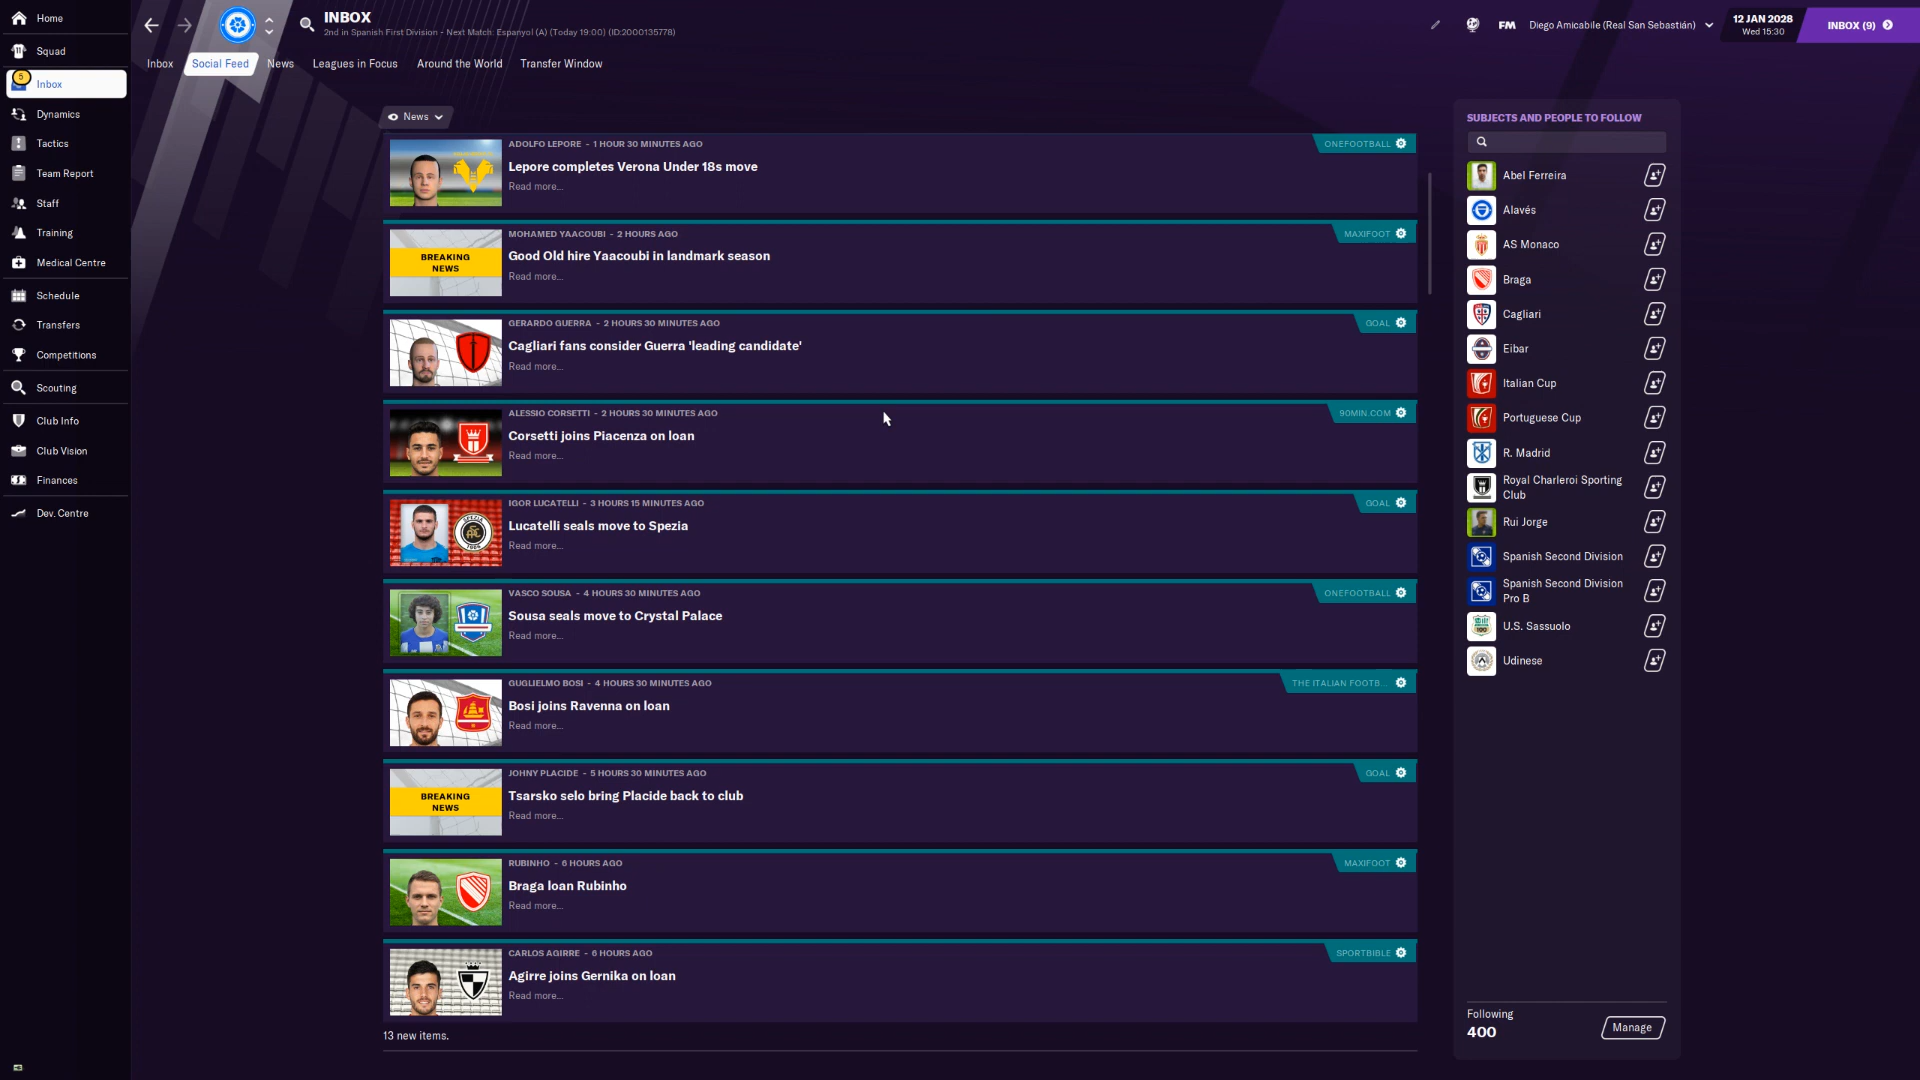 Home
Squad
5
Inbox
Dynamics
Tactics
Team Report
Staff
Training
Medical Centre
Schedule
Transfers
Competitions
Scouting
Club Info
Club Vision
Finances
Dev. Centre
INBOX
2nd in Spanish First Division - Next Match: Espanyol (A) (Today 19:00) (ID:2000135778)
FM
Diego Amicabile (Real San Sebastián)
12 JAN 2028
Wed 15:30
INBOX (9)
Inbox
Social Feed
News
Leagues in Focus
Around the World
Transfer Window
News
ADOLFO LEPORE - 1 HOUR 30 MINUTES AGO
ONEFOOTBALL
Lepore completes Verona Under 18s move
Read more...
BREAKING
NEWS
MOHAMED YAACOUBI - 2 HOURS AGO
MAXIFOOT
Good Old hire Yaacoubi in landmark season
Read more...
GERARDO GUERRA - 2 HOURS 30 MINUTES AGO
GOAL
Cagliari fans consider Guerra 'leading candidate'
Read more...
ALESSIO CORSETTI - 2 HOURS 30 MINUTES AGO
90MIN.COM
Corsetti joins Piacenza on loan
Read more...
SPEZIA
IGOR LUCATELLI - 3 HOURS 15 MINUTES AGO
GOAL
Lucatelli seals move to Spezia
Read more...
VASCO SOUSA - 4 HOURS 30 MINUTES AGO
ONEFOOTBALL
Sousa seals move to Crystal Palace
Read more...
GUGLIELMO BOSI - 4 HOURS 30 MINUTES AGO
THE ITALIAN FOOTB...
Bosi joins Ravenna on loan
Read more...
BREAKING
NEWS
JOHNY PLACIDE - 5 HOURS 30 MINUTES AGO
GOAL
Tsarsko selo bring Placide back to club
Read more...
RUBINHO - 6 HOURS AGO
MAXIFOOT
Braga loan Rubinho
Read more...
CARLOS AGIRRE - 6 HOURS AGO
SPORTBIBLE
Agirre joins Gernika on loan
Read more...
13 new items.
SUBJECTS AND PEOPLE TO FOLLOW
Abel Ferreira
Alavés
AS Monaco
Braga
Cagliari
Eibar
Italian Cup
Portuguese Cup
R. Madrid
Royal Charleroi Sporting
Club
Rui Jorge
Spanish Second Division
Spanish Second Division
Pro B
U.S. Sassuolo
Udinese
Following
400
Manage